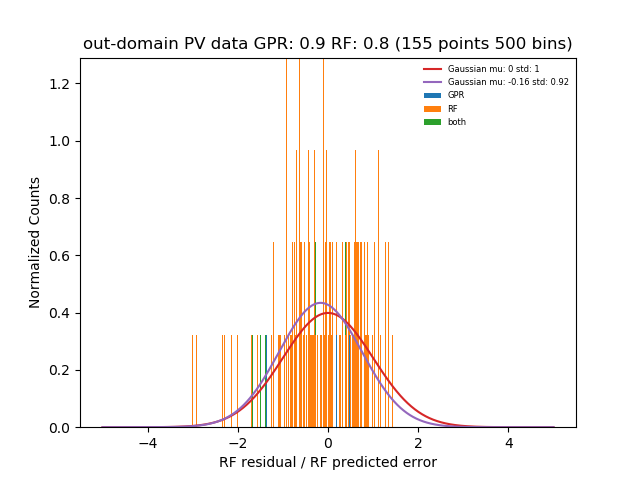 out-domain PV data GPR: 0.9 RF: 0.8 (155 points 500 bins)
Gaussian mu: 0 std: 1
Gaussian mu: -0.16 std: 0.92
GPR
RF
both
Normalized Counts
1.2
1.0
0.8
0.6
0.4
0.2
0.0
−4 −2 0 2 4
RF residual / RF predicted error